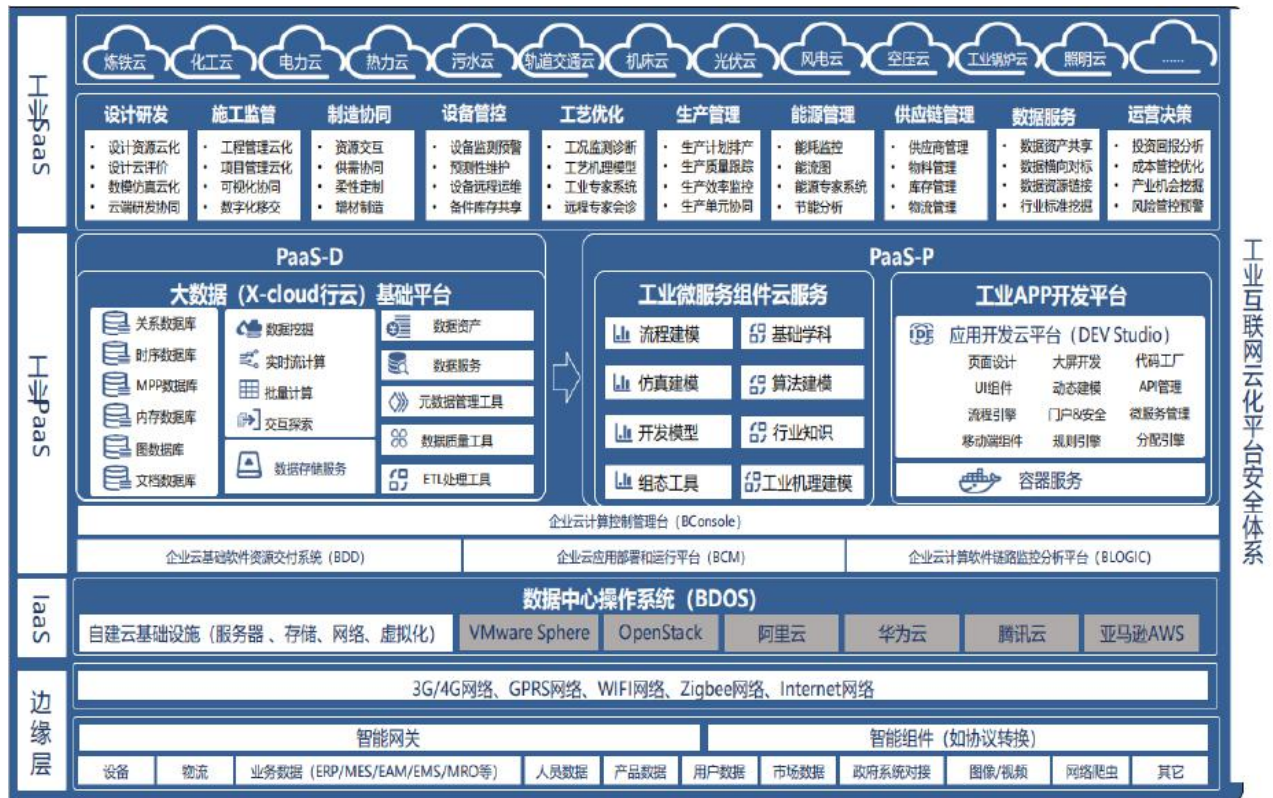 工业SaaS
炼铁云 化工云 电力云 热力云 污水云 轨道交通云 机床云 光伏云 风电云 空压云 工业锅炉云 照明云 ......
设计研发 施工监管 制造协同 设备管控 工艺优化 生产管理 能源管理 供应链管理 数据服务 运营决策
· 设计资源云化 · 工程管理云化 · 资源交互 · 设备监测预警 · 工况监测诊断 · 生产计划排产 · 能耗监控 · 供应商管理 · 数据资产共享 · 投资回报分析
· 设计云评价 · 项目管理云化 · 供需协同 · 预测性维护 · 工艺机理模型 · 生产质量跟踪 · 能流图 · 物料管理 · 数据横向对标 · 成本管控优化
· 数模仿真云化 · 可视化协同 · 柔性定制 · 设备远程运维 · 工业专家系统 · 生产效率监控 · 能源专家系统 · 库存管理 · 数据资源链接 · 产业机会挖掘
· 云端研发协同 · 数字化移交 · 增材制造 · 备件库存共享 · 远程专家会诊 · 生产单元协同 · 节能分析 · 物流管理 · 行业标准挖掘 · 风险管控预警
工业PaaS
PaaS-D
大数据（X-cloud行云）基础平台
关系数据库
时序数据库
MPP数据库
内存数据库
图数据库
文档数据库
数据挖掘
实时流计算
批量计算
交互探索
数据存储服务
数据资产
数据服务
元数据管理工具
数据质量工具
ETL处理工具
PaaS-P
工业微服务组件云服务
流程建模 基础学科
仿真建模 算法建模
开发模型 行业知识
组态工具 工业机理建模
工业APP开发平台
应用开发云平台（DEV Studio）
页面设计 大屏开发 代码工厂
UI组件 动态建模 API管理
流程引擎 门户&安全 微服务管理
移动端组件 规则引擎 分配引擎
容器服务
企业云计算控制管理台（BConsole）
企业云基础软件资源交付系统（BDD） 企业云应用部署和运行平台（BCM） 企业云计算软件链路监控分析平台（BLOGIC）
IaaS
数据中心操作系统（BDOS）
自建云基础设施（服务器、存储、网络、虚拟化） VMware Sphere OpenStack 阿里云 华为云 腾讯云 亚马逊AWS
边缘层
3G/4G网络、GPRS网络、WIFI网络、Zigbee网络、Internet网络
智能网关 智能组件（如协议转换）
设备 物流 业务数据（ERP/MES/EAM/EMS/MRO等） 人员数据 产品数据 用户数据 市场数据 政府系统对接 图像/视频 网络爬虫 其它
工业互联网云化平台安全体系